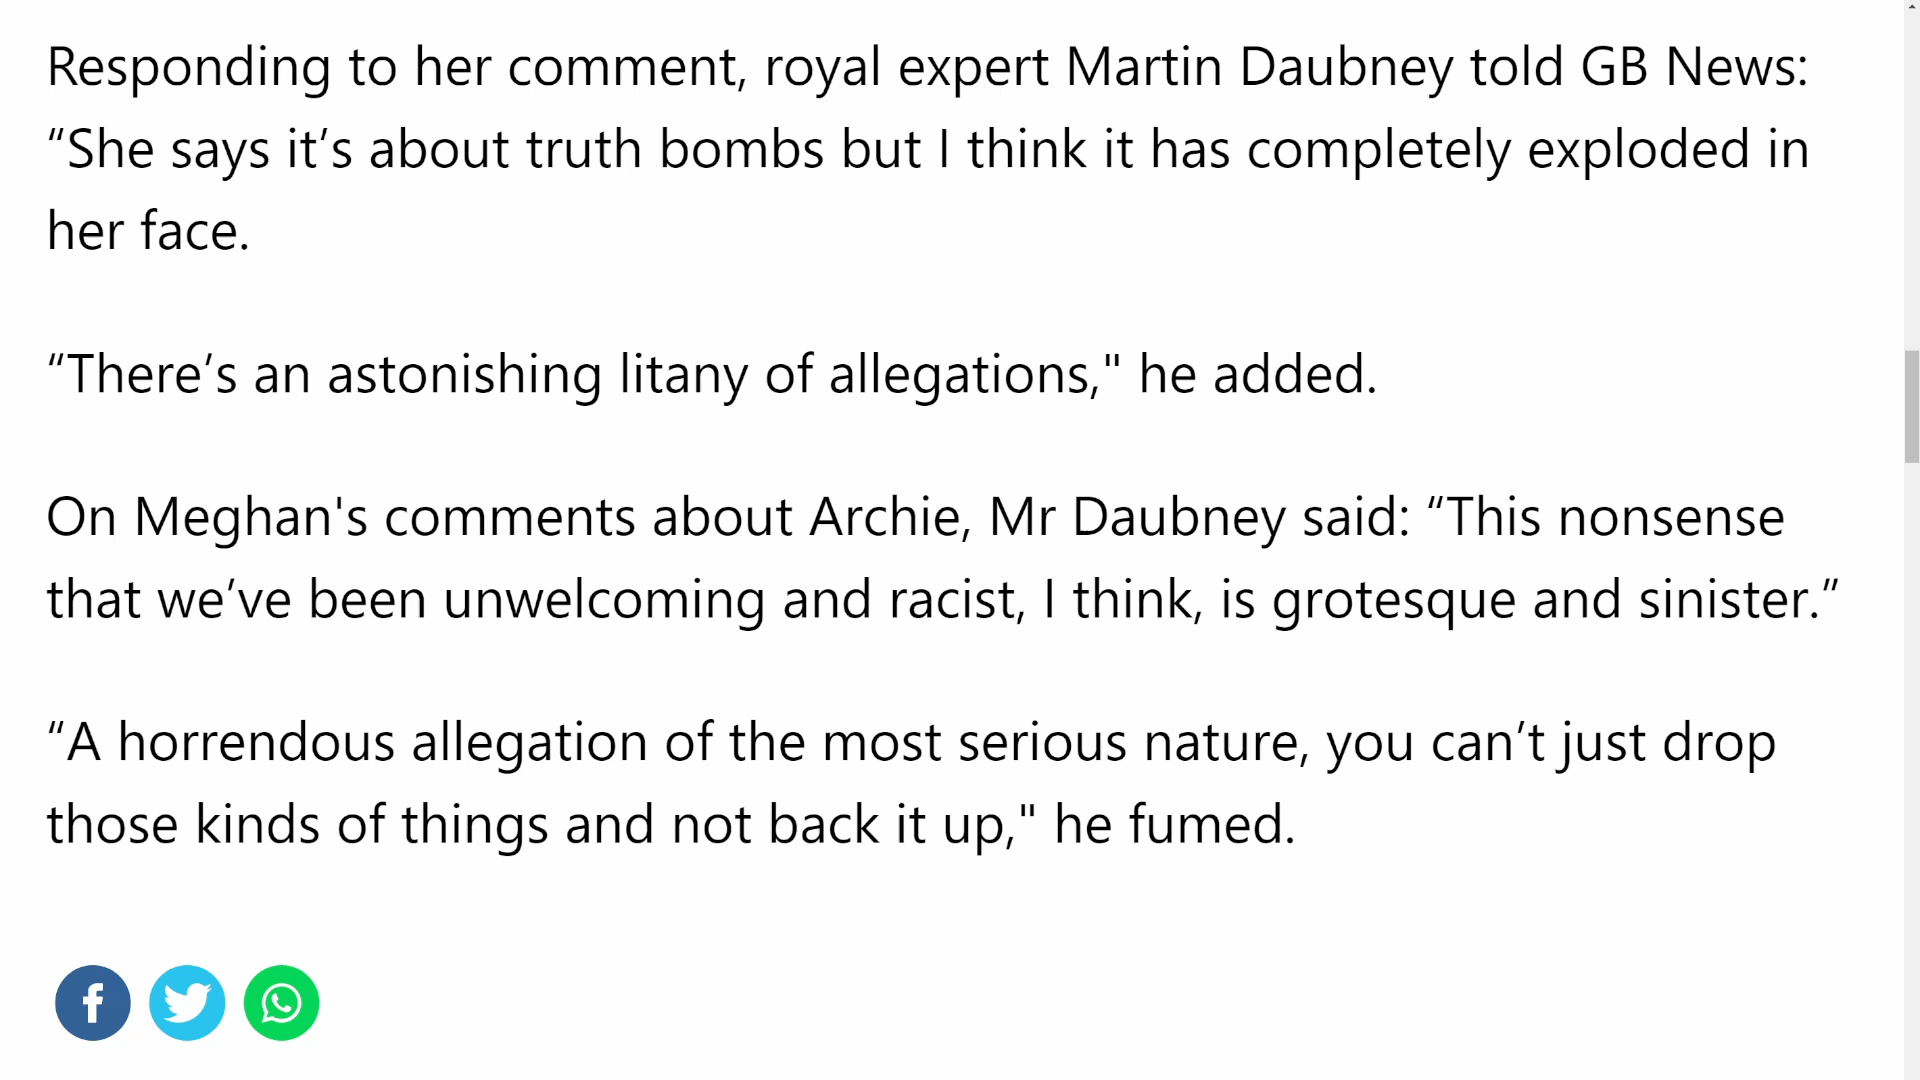 Responding to her comment, royal expert Martin Daubney told GB News:
“She says it’s about truth bombs but I think it has completely exploded in
her face.
“There’s an astonishing litany of allegations," he added.
On Meghan's comments about Archie, Mr Daubney said: “This nonsense
that we’ve been unwelcoming and racist, I think, is grotesque and sinister.”
“A horrendous allegation of the most serious nature, you can’t just drop
those kinds of things and not back it up," he fumed.